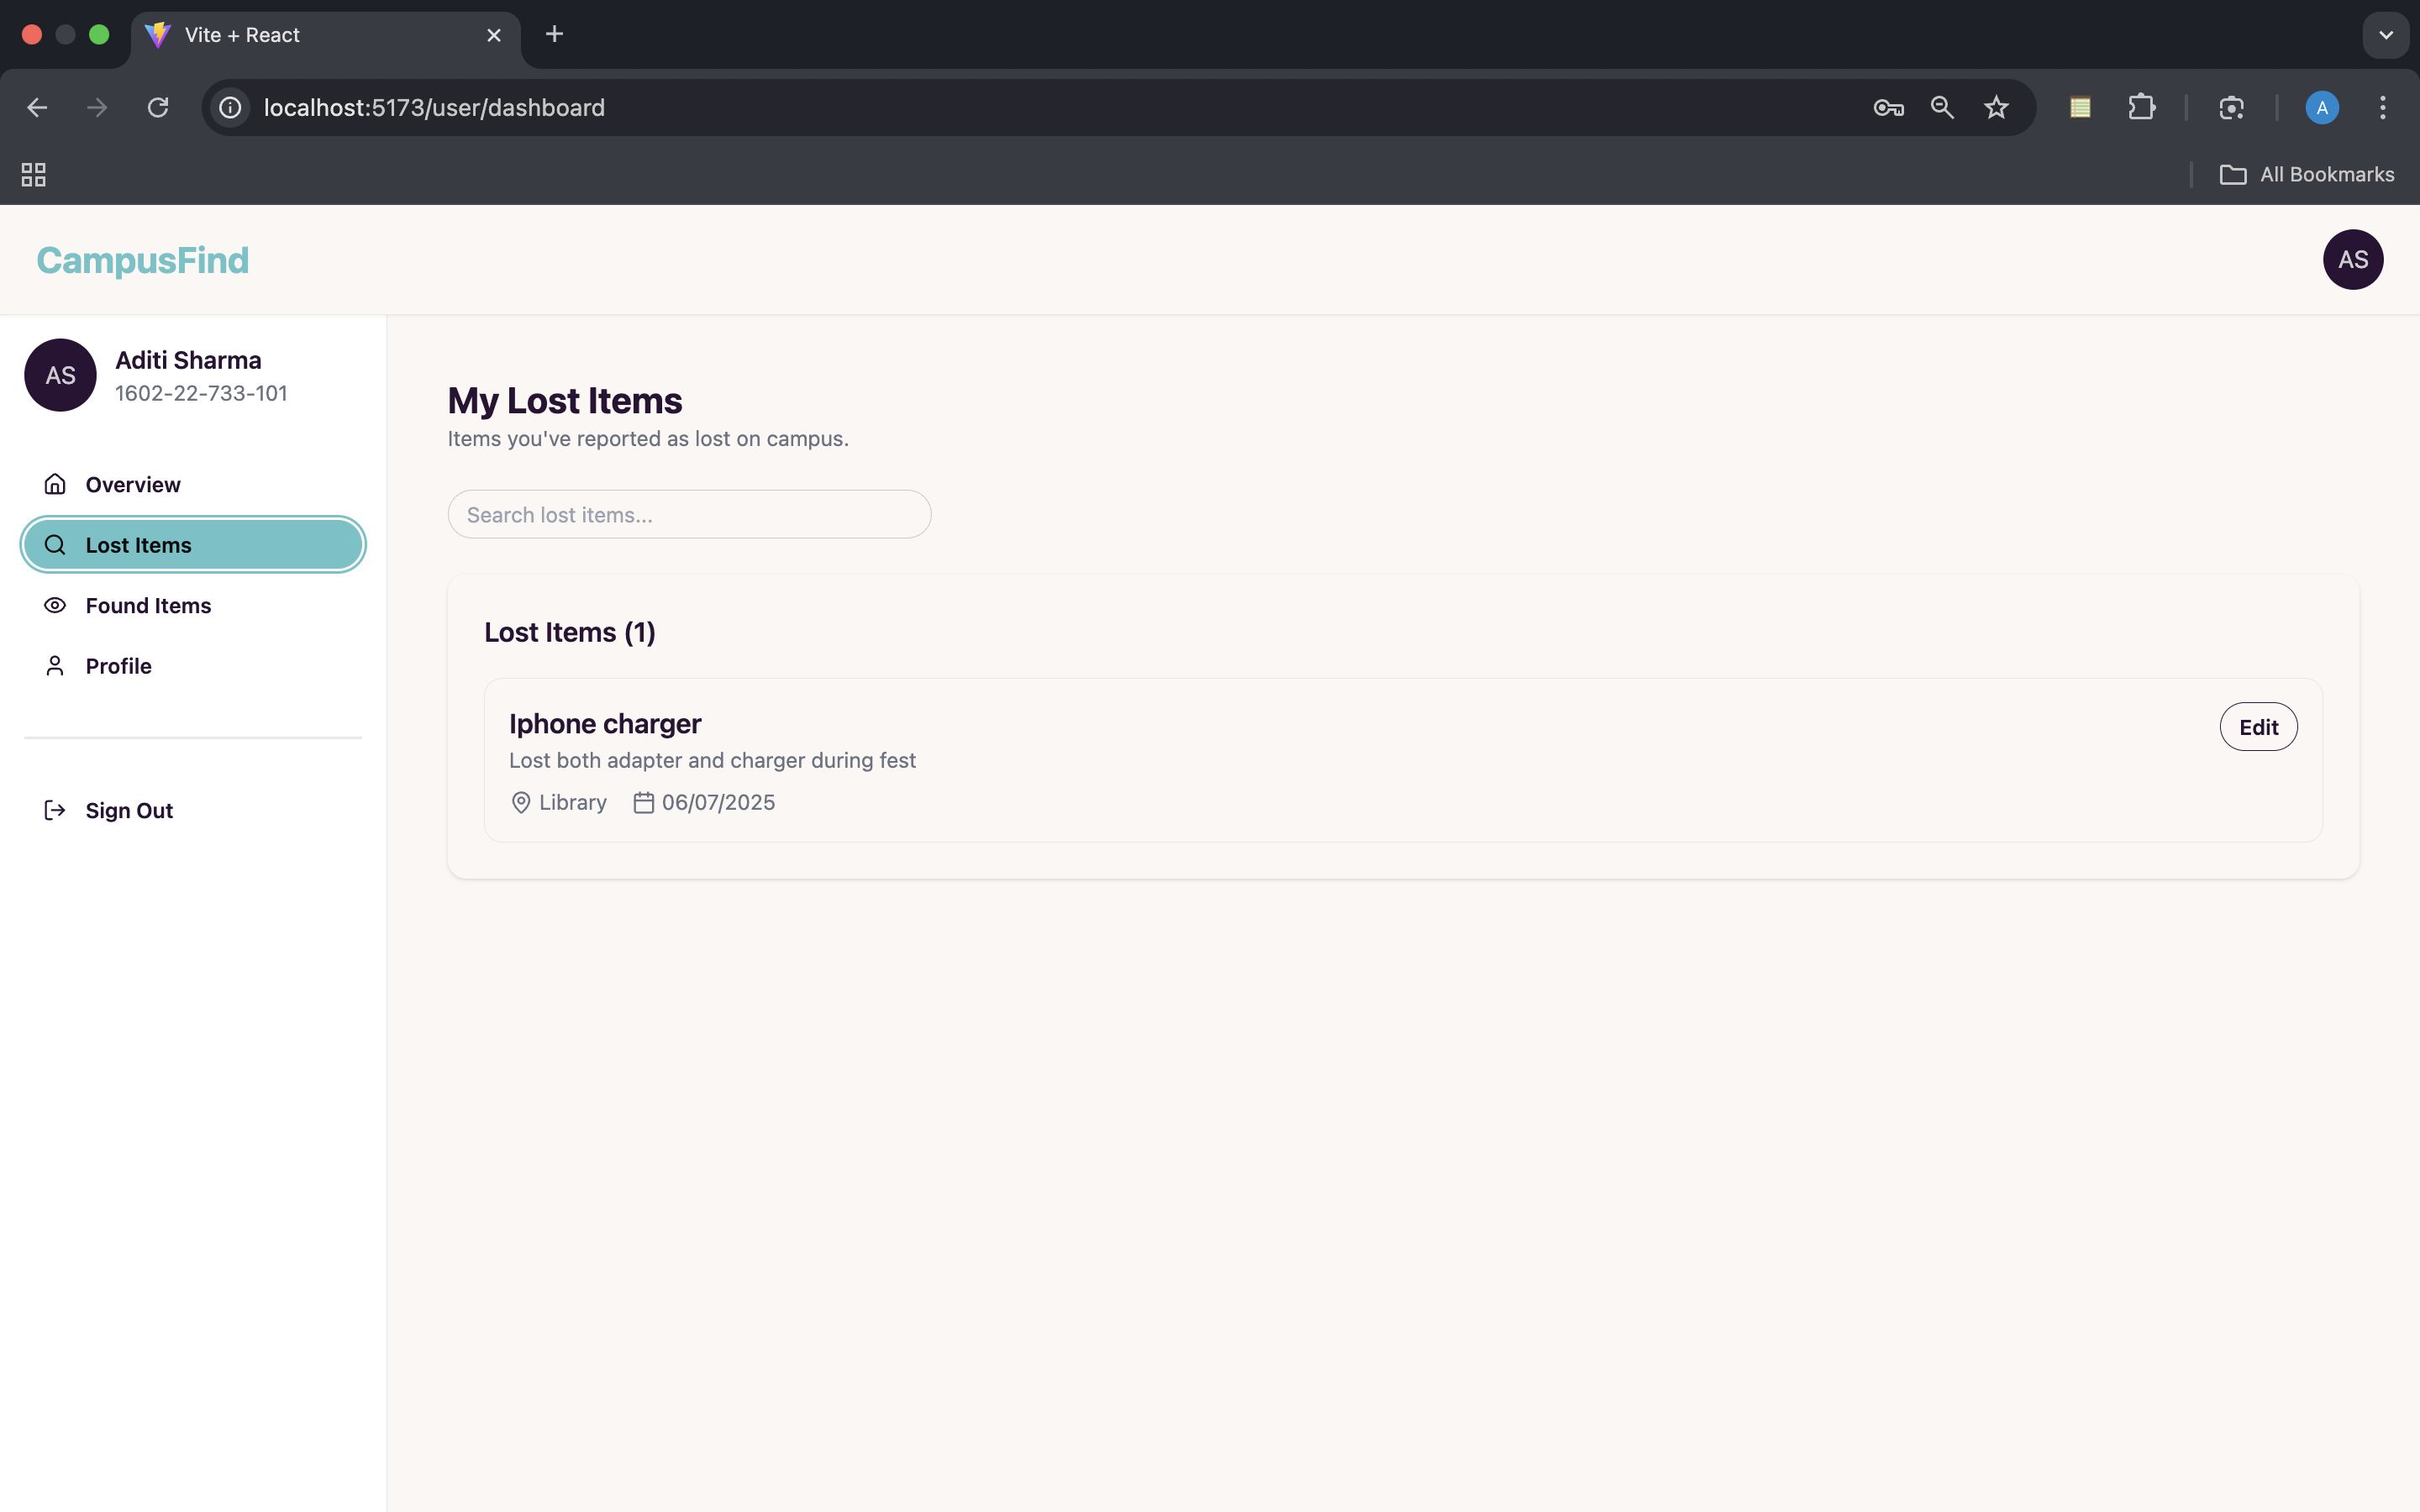 Vite + React
localhost:5173/user/dashboard
A
All Bookmarks
CampusFind
AS
AS
Aditi Sharma
1602-22-733-101
Overview
Lost Items
Found Items
Profile
Sign Out
My Lost Items
Items you've reported as lost on campus.
Search lost items...
Lost Items (1)
Iphone charger
Edit
Lost both adapter and charger during fest
Library 06/07/2025